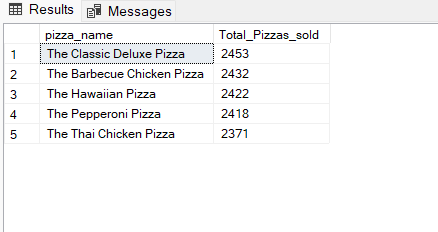 Results Messages
pizza_name Total_Pizzas_sold
1 The Classic Deluxe Pizza 2453
2 The Barbecue Chicken Pizza 2432
3 The Hawaiian Pizza 2422
4 The Pepperoni Pizza 2418
5 The Thai Chicken Pizza 2371